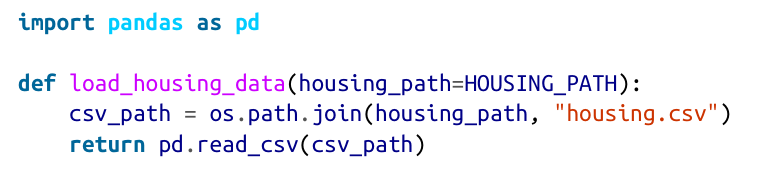 import pandas as pd
def load_housing_data(housing_path=HOUSING_PATH):
    csv_path = os.path.join(housing_path, "housing.csv")
    return pd.read_csv(csv_path)